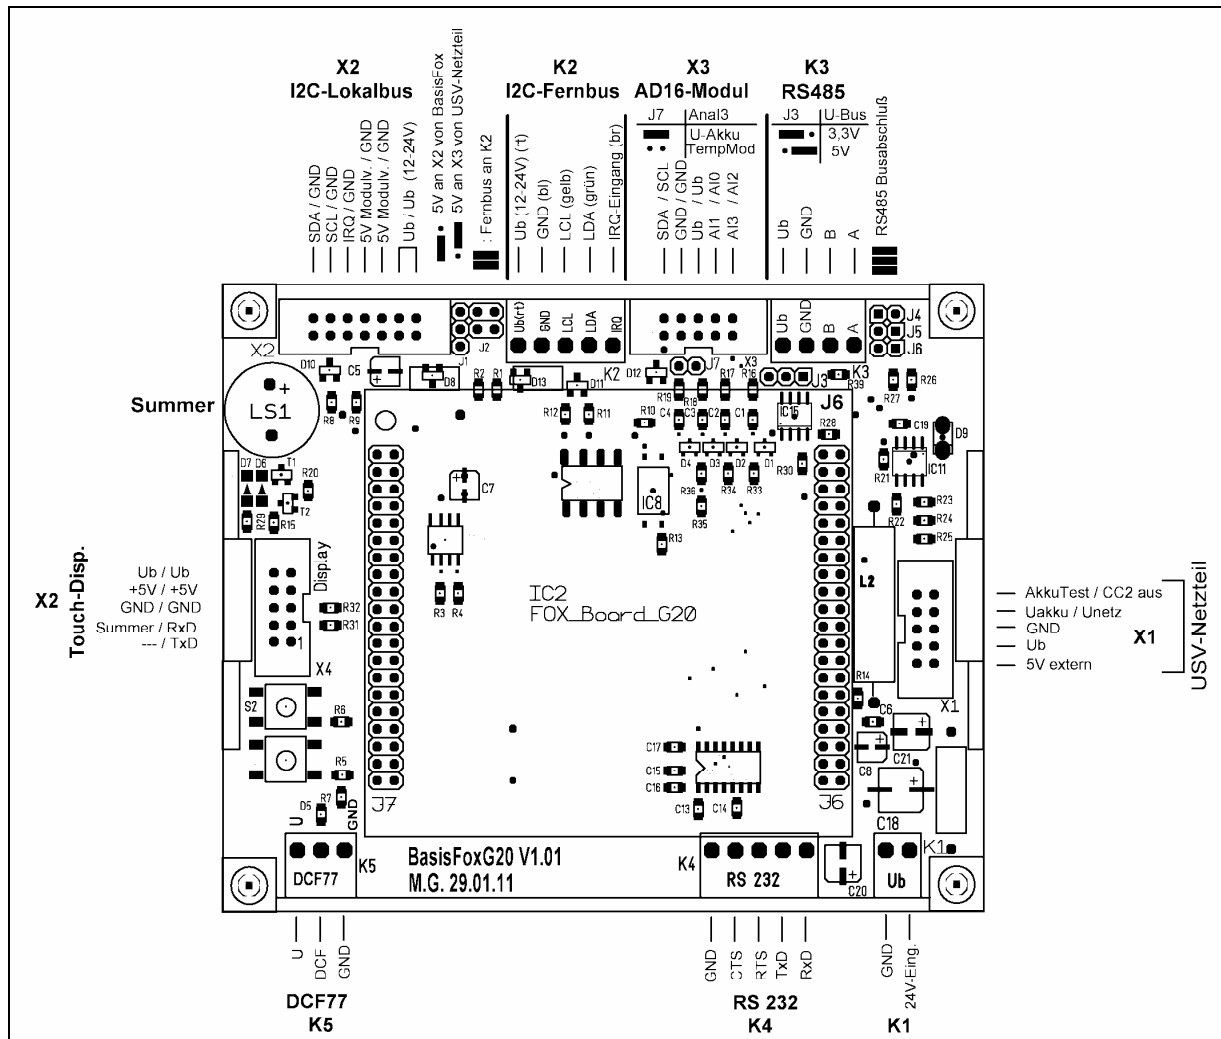 X2
I2C-Lokalbus
SDA / GND
SCL / GND
IRQ / GND
5V Modulv. / GND
5V Modulv. / GND
Ub / Ub (12-24V)
5V an X2 von BasisFox
5V an X3 von USV-Netzteil
: Fernbus an K2
K2
I2C-Fernbus
Ub (12-24V) (rt)
GND (bl)
LCL (gelb)
LDA (grün)
IRQ-Eingang (br)
X3
AD16-Modul
J7 Anal3
U-Akku
TempMod
SDA / SCL
GND / GND
Ub / Ub
AI1 / AI0
AI3 / AI2
K3
RS485
J3 U-Bus
3,3V
5V
Ub
GND
B
A
RS485 Busabschluß
X2
J1
J2
Ub(rt)
GND
LCL
LDA
IRQ
K2
X3
J7
Ub
GND
B
A
K3
J3
J4
J5
J6
D10
C5
D8
R2
R1
D13
D11
D12
R19
R18
R17
R16
R39
R27
R26
Summer
LS1
+
R8
R9
R12
R11
R10
C4
C3
C2
C1
IC15
J6
R28
C19
D9
IC11
D7
D6
T1
R20
T2
R29
R15
C7
IC8
D4
D3
D2
D1
R36
R34
R33
R35
R30
R21
R22
R23
R24
R25
R13
Touch-Disp.
X2
Ub / Ub
+5V / +5V
GND / GND
Summer / RxD
--- / TxD
Disp.ay
1
X4
R32
R31
R3
R4
IC2
FOX_Board_G20
L2
R14
X1
AkkuTest / CC2 aus
Uakku / Unetz
GND
Ub
5V extern
X1
USV-Netzteil
S2
R6
R5
R7
D5
U
GND
J7
C17
C15
C16
C13
C14
J6
C6
C8
C21
C18
K1
DCF77
K5
BasisFoxG20 V1.01
M.G. 29.01.11
K4
RS 232
C20
Ub
U
DCF
GND
DCF77
K5
GND
CTS
RTS
TxD
RxD
RS 232
K4
GND
24V-Eing.
K1